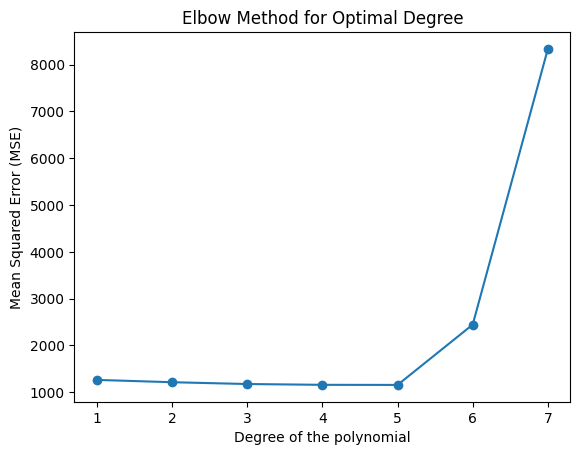 Elbow Method for Optimal Degree
8000
7000
6000
5000
4000
3000
2000
1000
Mean Squared Error (MSE)
1 2 3 4 5 6 7
Degree of the polynomial